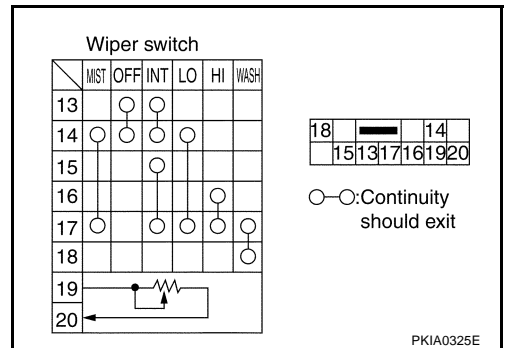 Wiper switch
MIST OFF INT LO HI WASH
13
14
15
16
17
18
19
20
18 14
15 13 17 16 19 20
:Continuity
should exit
PKIA0325E